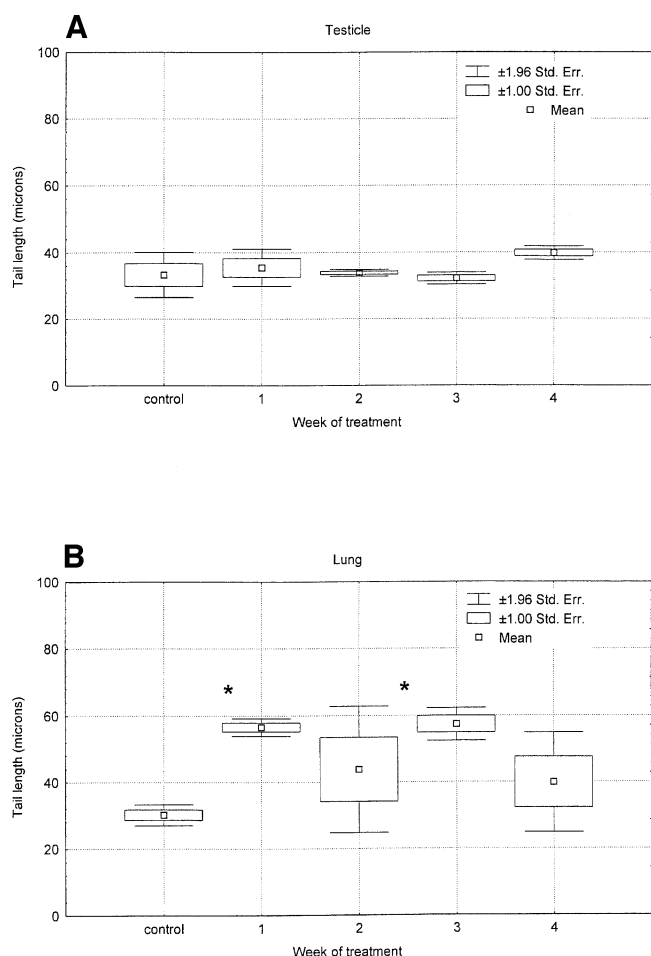 A
Testicle
100
80
60
40
20
0
Tail length (microns)
±1.96 Std. Err.
±1.00 Std. Err.
Mean
control 1 2 3 4
Week of treatment
B
Lung
100
80
60
40
20
0
Tail length (microns)
±1.96 Std. Err.
±1.00 Std. Err.
Mean
* *
control 1 2 3 4
Week of treatment